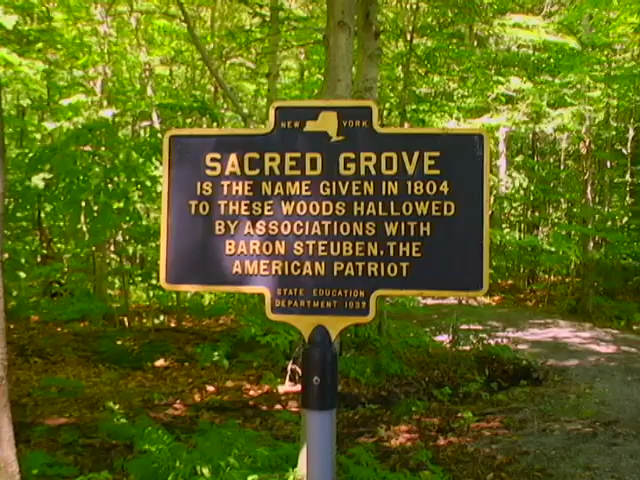 NEW YORK
SACRED GROVE
IS THE NAME GIVEN IN 1804
TO THESE WOODS HALLOWED
BY ASSOCIATIONS WITH
BARON STEUBEN, THE
AMERICAN PATRIOT
STATE EDUCATION
DEPARTMENT 1932